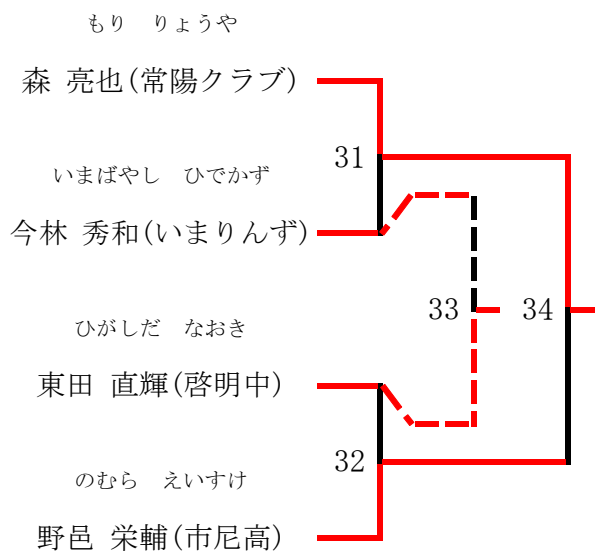 もり りょうや
森 亮也(常陽クラブ)
31
いまばやし ひでかず
今林 秀和(いまりんず)
33 34
ひがしだ なおき
東田 直輝(啓明中)
32
のむら えいすけ
野邑 栄輔(市尼高)